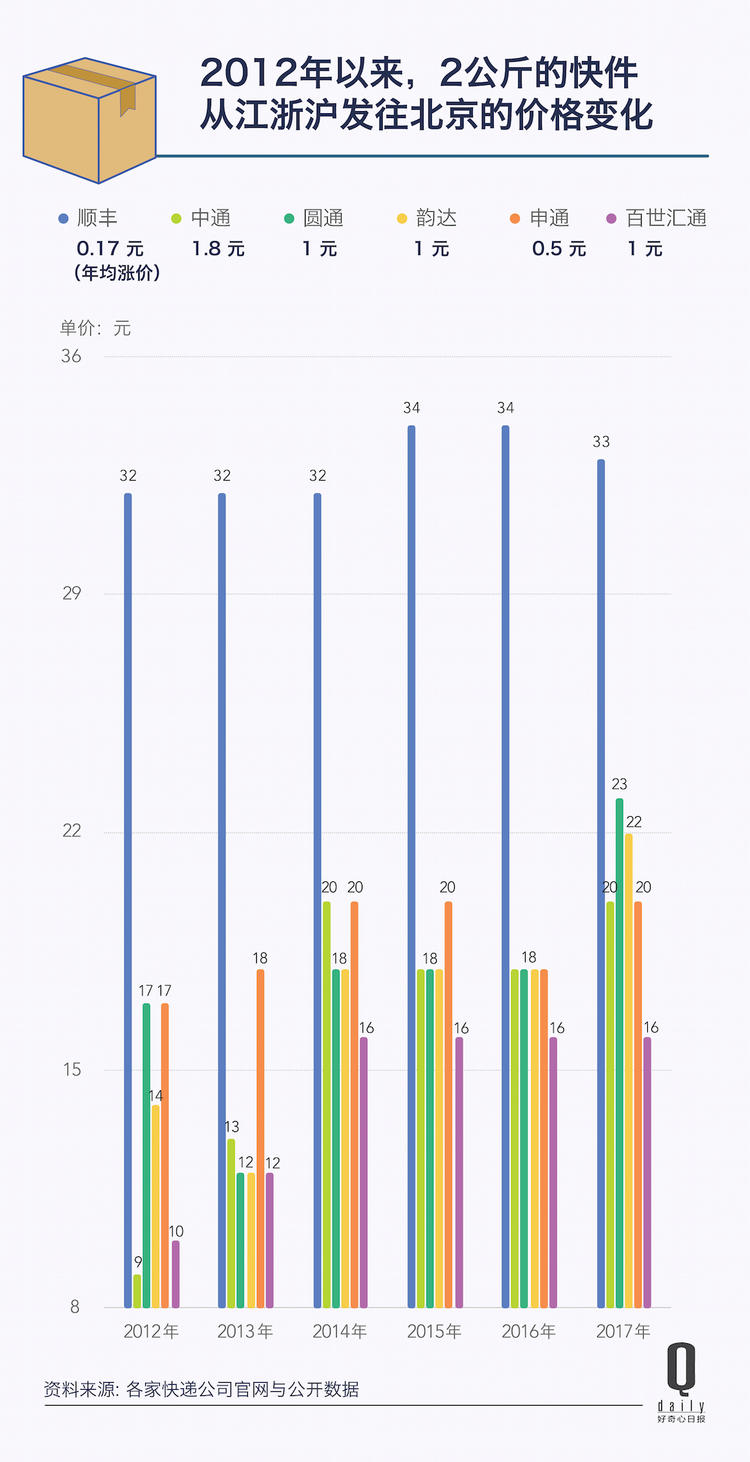 2012年以来，2公斤的快件
从江浙沪发往北京的价格变化
顺丰 中通 圆通 韵达 申通 百世汇通
0.17 元 1.8 元 1 元 1 元 0.5 元 1 元
（年均涨价）
单价：元
36
34 34
33
32 32 32
29
23
22
22
20 20 20 20 20
18 18 18 18
17 17
16 16 16 16
15
14
13
12 12
10
9
8
2012年 2013年 2014年 2015年 2016年 2017年
资料来源: 各家快递公司官网与公开数据
Q
daily
好奇心日报